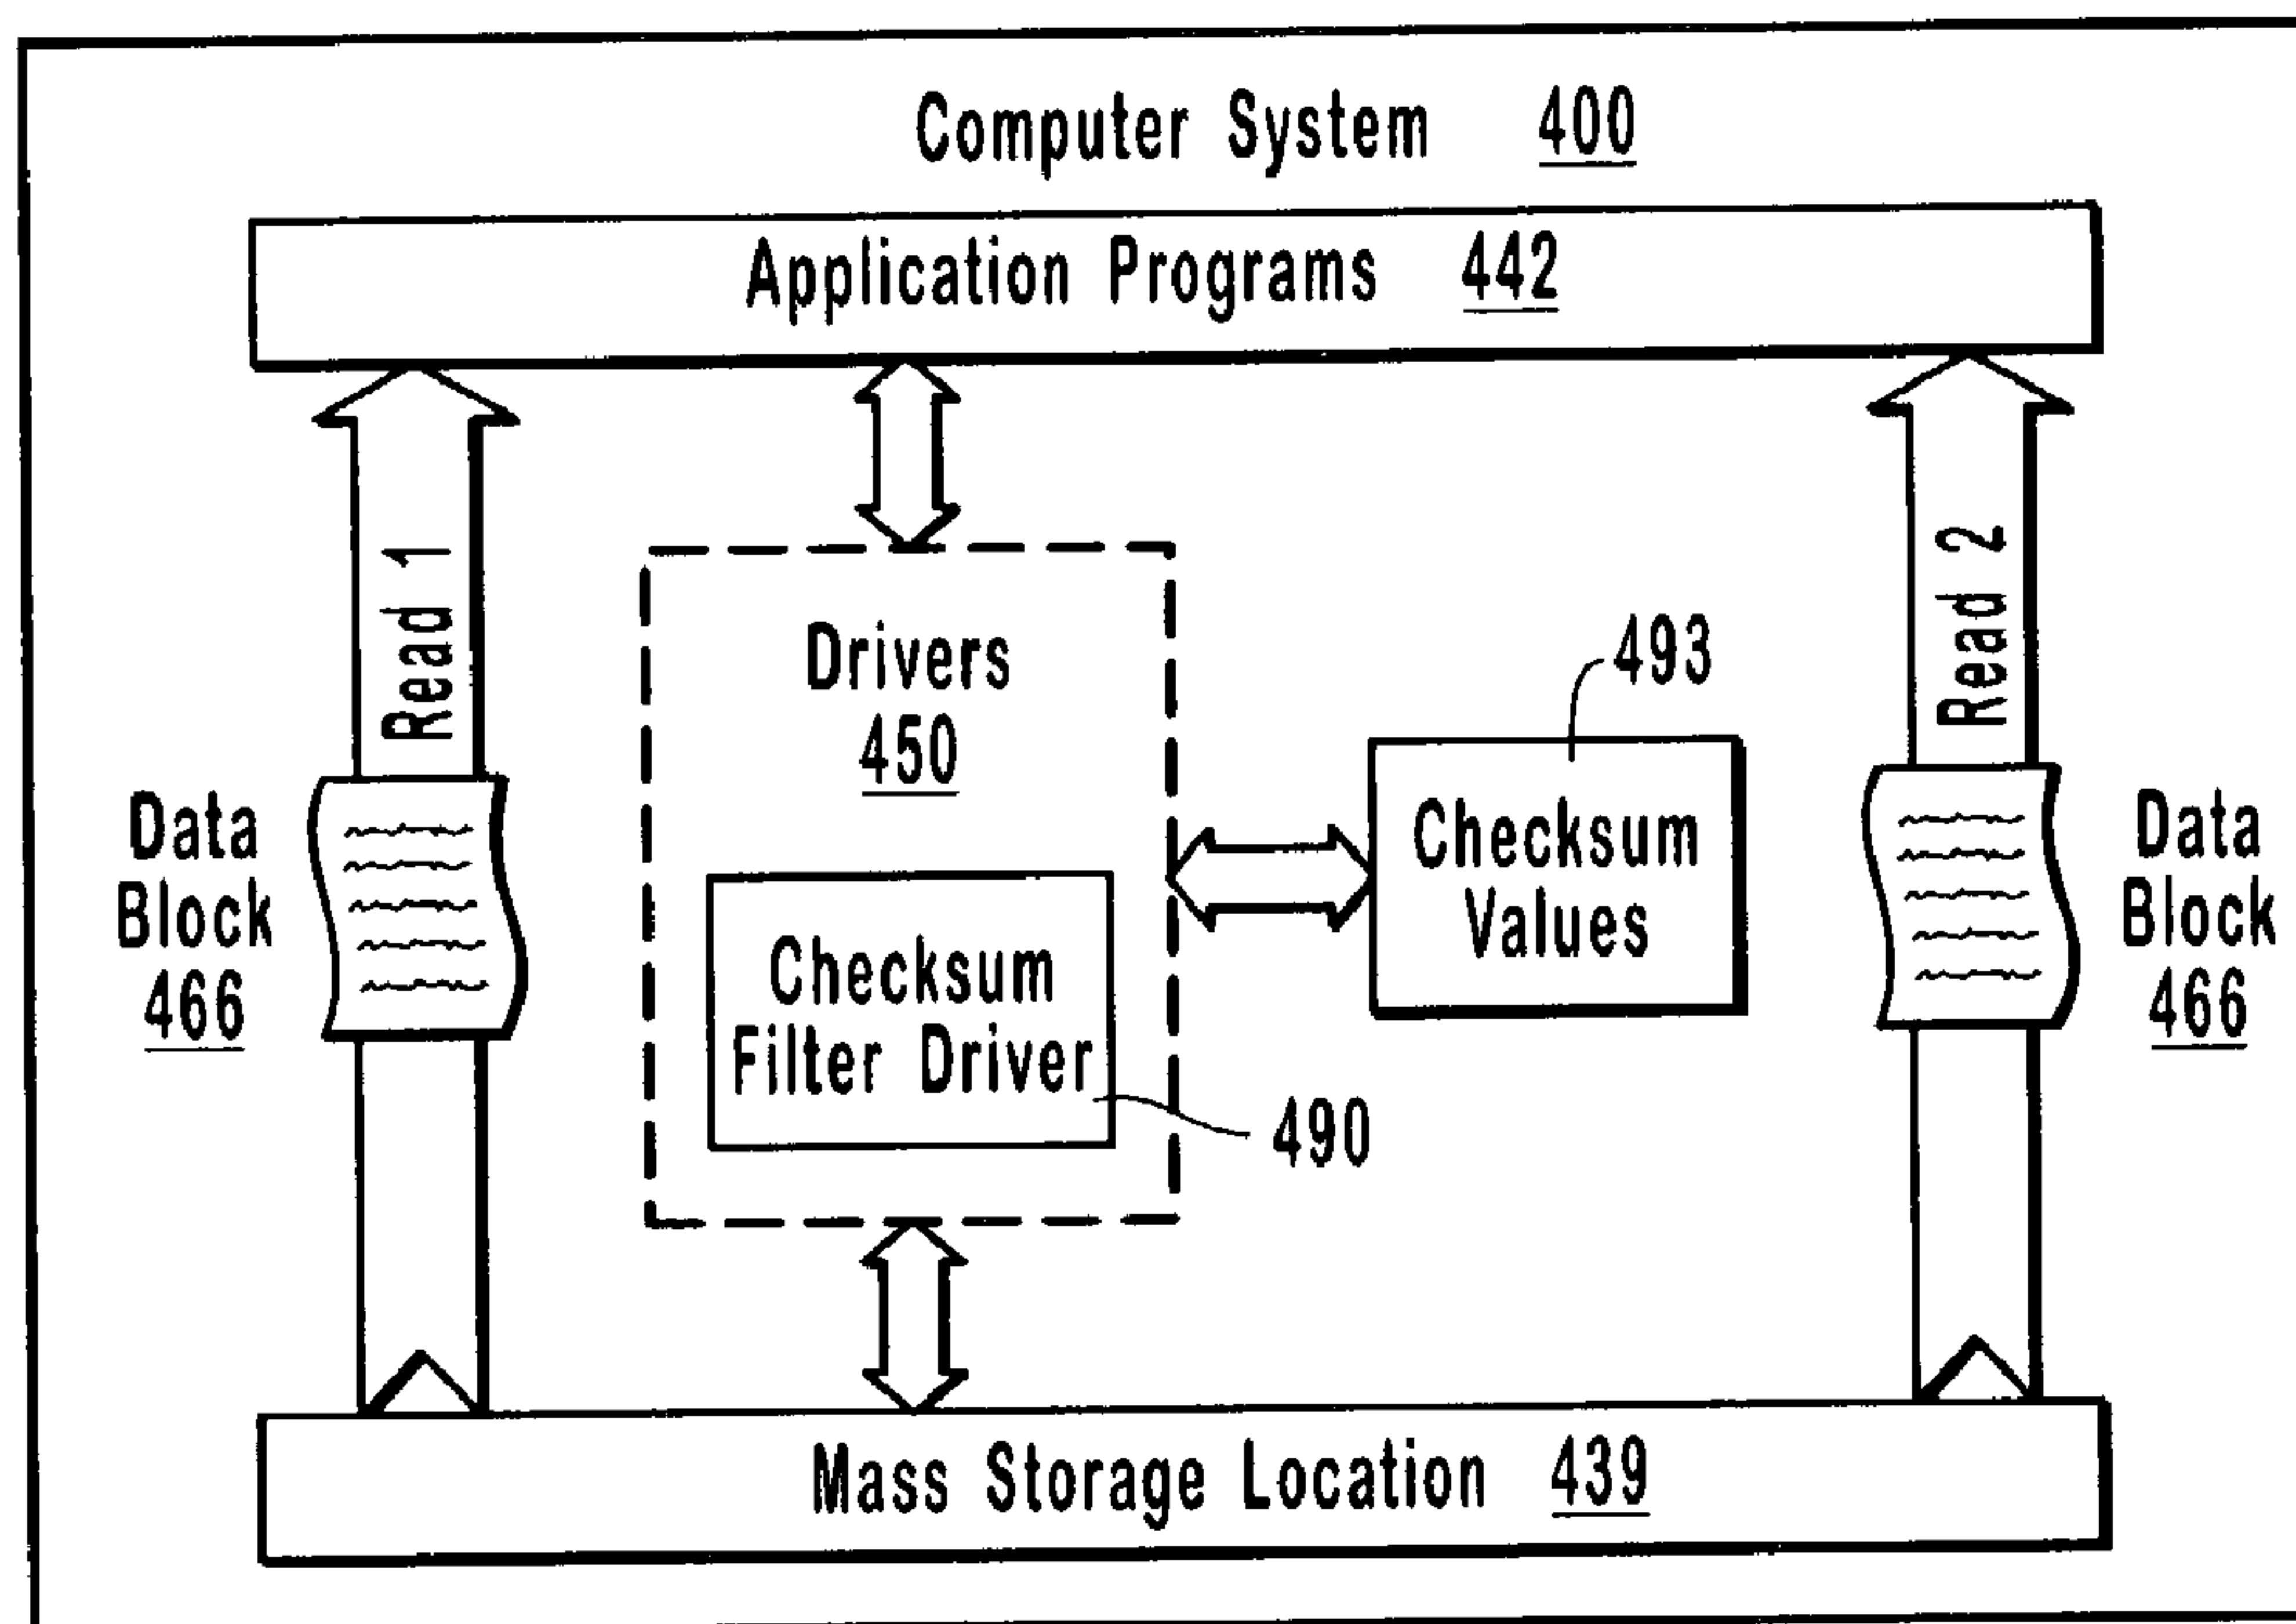 Computer System 400
Application Programs 442
Read 1
Read 2
Drivers
450
493
Checksum
Values
Data
Block
466
Data
Block
466
Checksum
Filter Driver
490
Mass Storage Location 439